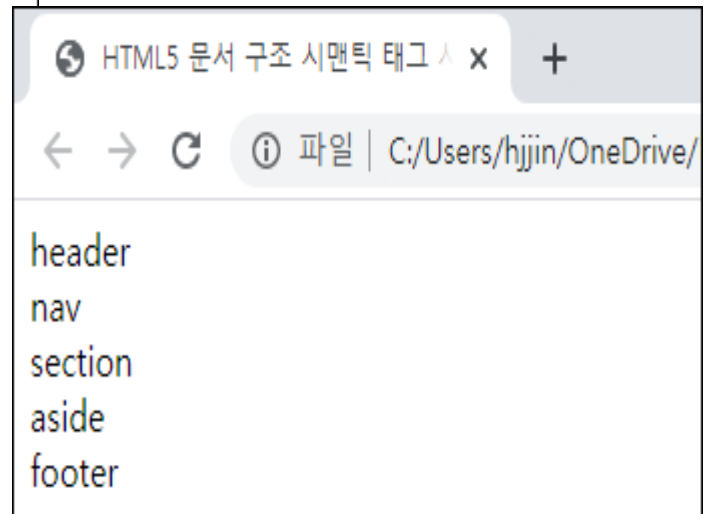 HTML5 문서 구조 시맨틱 태그
파일 | C:/Users/hjjin/OneDrive/
header
nav
section
aside
footer